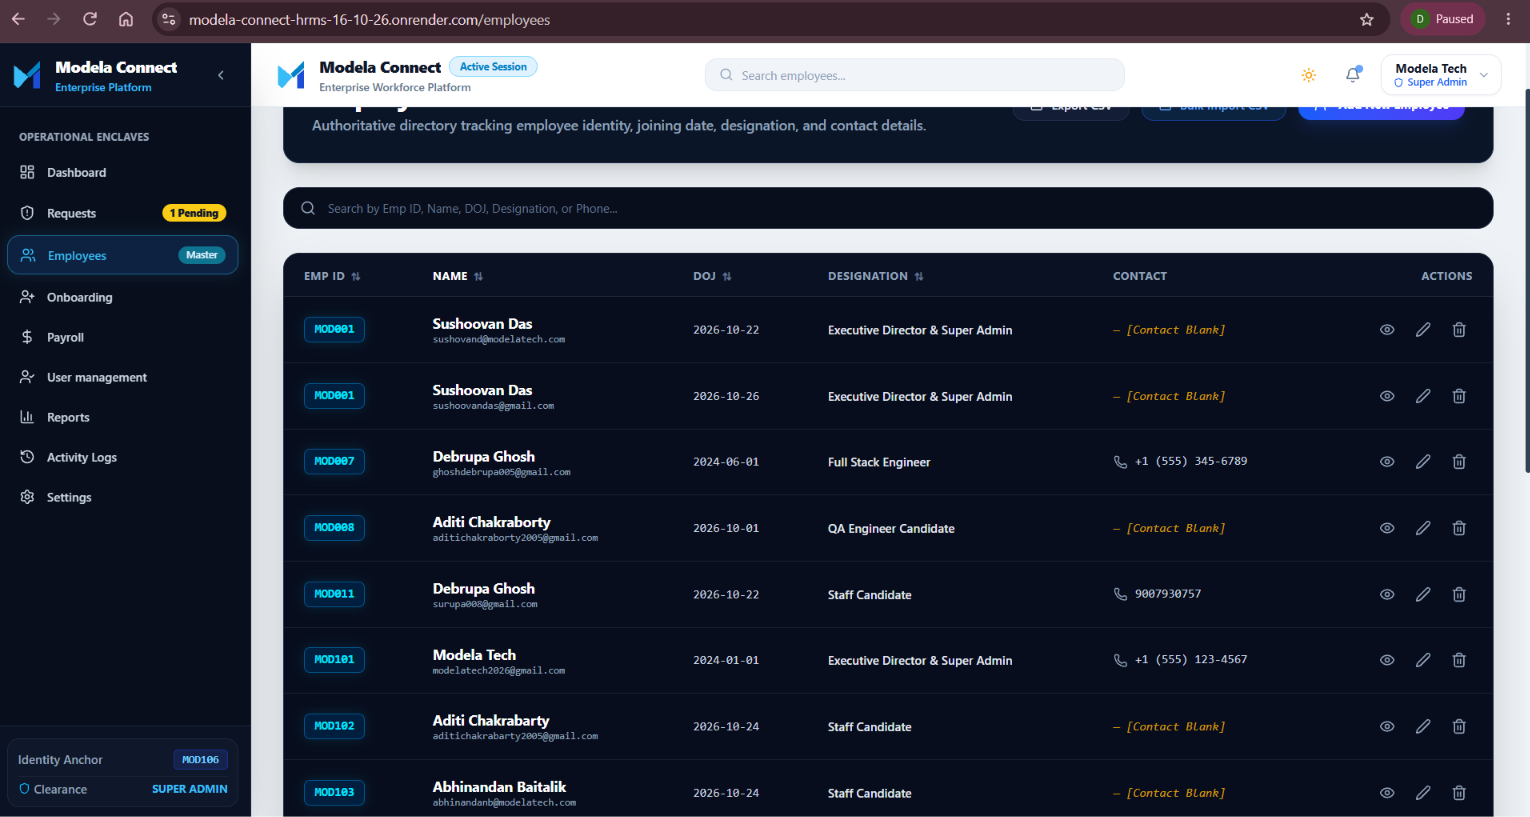 modela-connect-hrms-16-10-26.onrender.com/employees
D Paused
Modela Connect
Enterprise Platform
Modela Connect Active Session
Enterprise Workforce Platform
Search employees...
Modela Tech
Super Admin
OPERATIONAL ENCLAVES
Dashboard
Requests 1 Pending
Employees Master
Onboarding
Payroll
User management
Reports
Activity Logs
Settings
Identity Anchor MOD106
Clearance SUPER ADMIN
Export CSV Bulk Import CSV Add New Employee
Authoritative directory tracking employee identity, joining date, designation, and contact details.
Search by Emp ID, Name, DOJ, Designation, or Phone...
EMP ID NAME DOJ DESIGNATION CONTACT ACTIONS
MOD001 Sushoovan Das 2026-10-22 Executive Director & Super Admin — [Contact Blank]
sushovand@modelatech.com
MOD001 Sushoovan Das 2026-10-26 Executive Director & Super Admin — [Contact Blank]
sushoovandas@gmail.com
MOD007 Debrupa Ghosh 2024-06-01 Full Stack Engineer +1 (555) 345-6789
ghoshdebrupa005@gmail.com
MOD008 Aditi Chakraborty 2026-10-01 QA Engineer Candidate — [Contact Blank]
aditichakraborty2005@gmail.com
MOD011 Debrupa Ghosh 2026-10-22 Staff Candidate 9007930757
surupa008@gmail.com
MOD101 Modela Tech 2024-01-01 Executive Director & Super Admin +1 (555) 123-4567
modelatech2026@gmail.com
MOD102 Aditi Chakrabarty 2026-10-24 Staff Candidate — [Contact Blank]
aditichakrabarty2005@gmail.com
MOD103 Abhinandan Baitalik 2026-10-24 Staff Candidate — [Contact Blank]
abhinandanb@modelatech.com